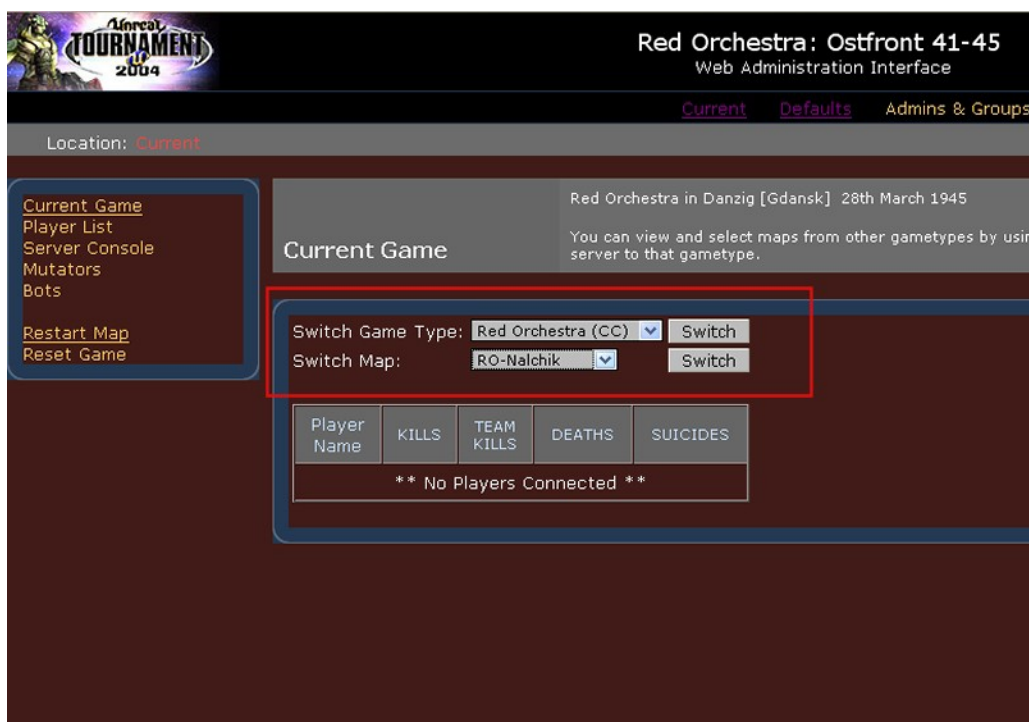 Unreal
TOURNAMENT
2004
Red Orchestra: Ostfront 41-45
Web Administration Interface
Current Defaults Admins & Groups
Location: Current
Current Game
Player List
Server Console
Mutators
Bots
Restart Map
Reset Game
Current Game
Red Orchestra in Danzig [Gdansk] 28th March 1945
You can view and select maps from other gametypes by
server to that gametype.
Switch Game Type: Red Orchestra (CC) Switch
Switch Map: RO-Nalchik Switch
Player Name KILLS TEAM KILLS DEATHS SUICIDES
** No Players Connected **